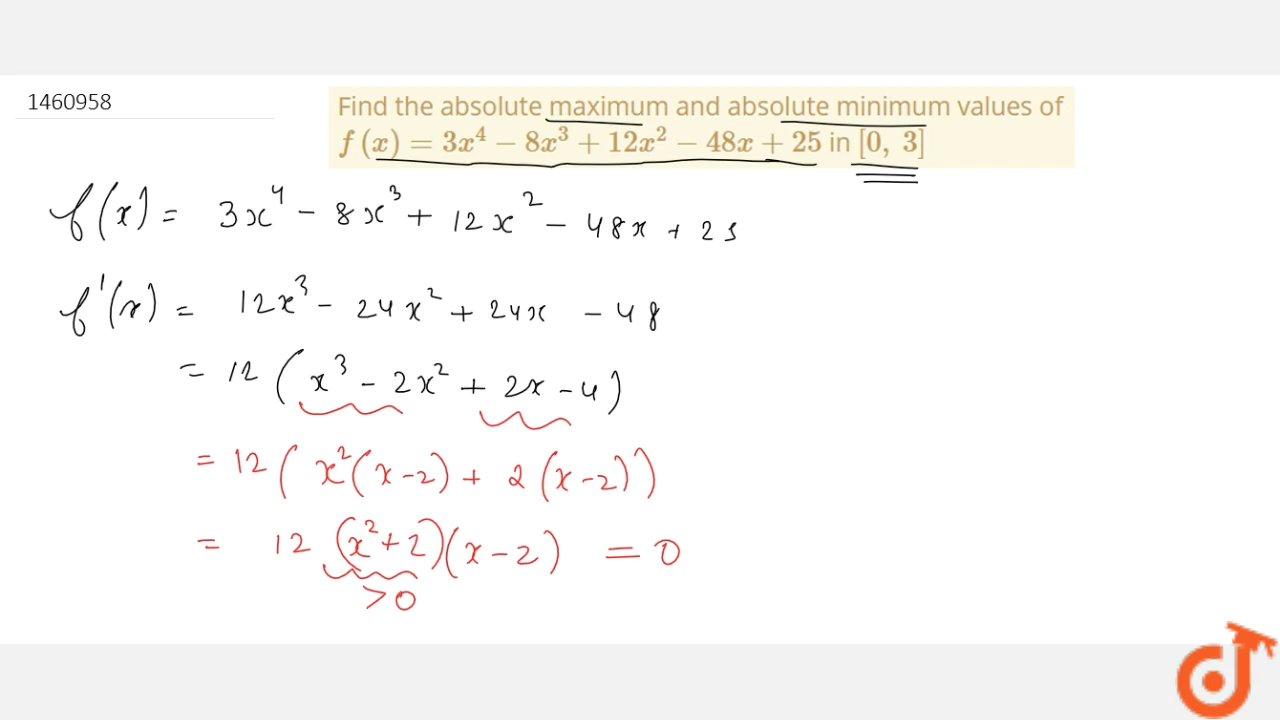 1460958
Find the absolute maximum and absolute minimum values of
f (x) = 3x⁴ − 8x³ + 12x² − 48x + 25 in [0, 3]
f(x) = 3x⁴ − 8x³ + 12x² − 48x + 25
f'(x) = 12x³ − 24x² + 24x − 48
= 12 (x³ − 2x² + 2x − 4)
= 12 (x²(x−2) + 2(x−2))
= 12 (x²+2)(x−2) = 0
>0